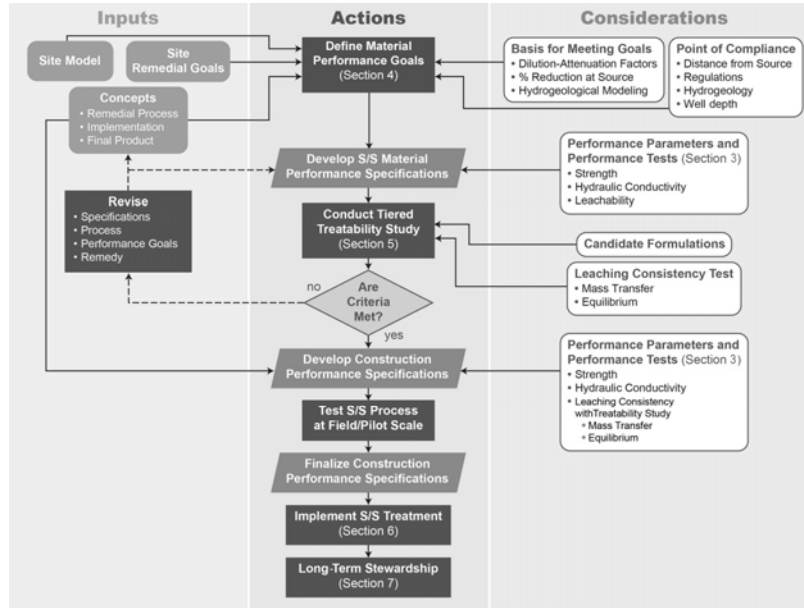 Inputs
Actions
Considerations
Site Model
Site
Remedial Goals
Define Material
Performance Goals
(Section 4)
Basis for Meeting Goals
• Dilution-Attenuation Factors
• % Reduction at Source
• Hydrogeological Modeling
Point of Compliance
• Distance from Source
• Regulations
• Hydrogeology
• Well depth
Concepts
• Remedial Process
• Implementation
• Final Product
Develop S/S Material
Performance Specifications
Performance Parameters and
Performance Tests (Section 3)
• Strength
• Hydraulic Conductivity
• Leachability
Revise
• Specifications
• Process
• Performance Goals
• Remedy
Conduct Tiered
Treatability Study
(Section 5)
Candidate Formulations
Leaching Consistency Test
• Mass Transfer
• Equilibrium
no
Are
Criteria
Met?
yes
Develop Construction
Performance Specifications
Performance Parameters and
Performance Tests (Section 3)
• Strength
• Hydraulic Conductivity
• Leaching Consistency
withTreatability Study
Mass Transfer
Equilibrium
Test S/S Process
at Field/Pilot Scale
Finalize Construction
Performance Specifications
Implement S/S Treatment
(Section 6)
Long-Term Stewardship
(Section 7)